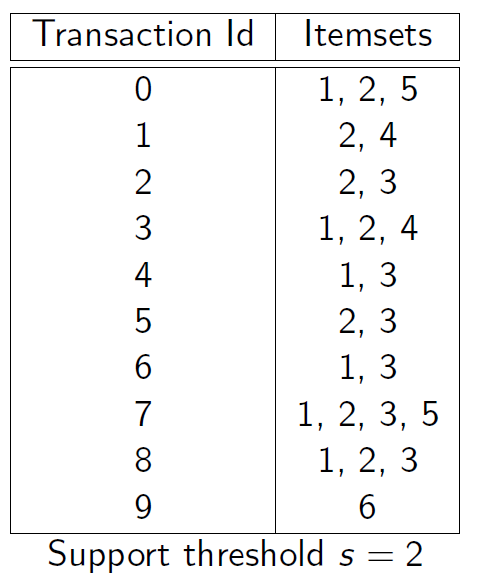 Transaction Id Itemsets
0 1, 2, 5
1 2, 4
2 2, 3
3 1, 2, 4
4 1, 3
5 2, 3
6 1, 3
7 1, 2, 3, 5
8 1, 2, 3
9 6
Support threshold s = 2